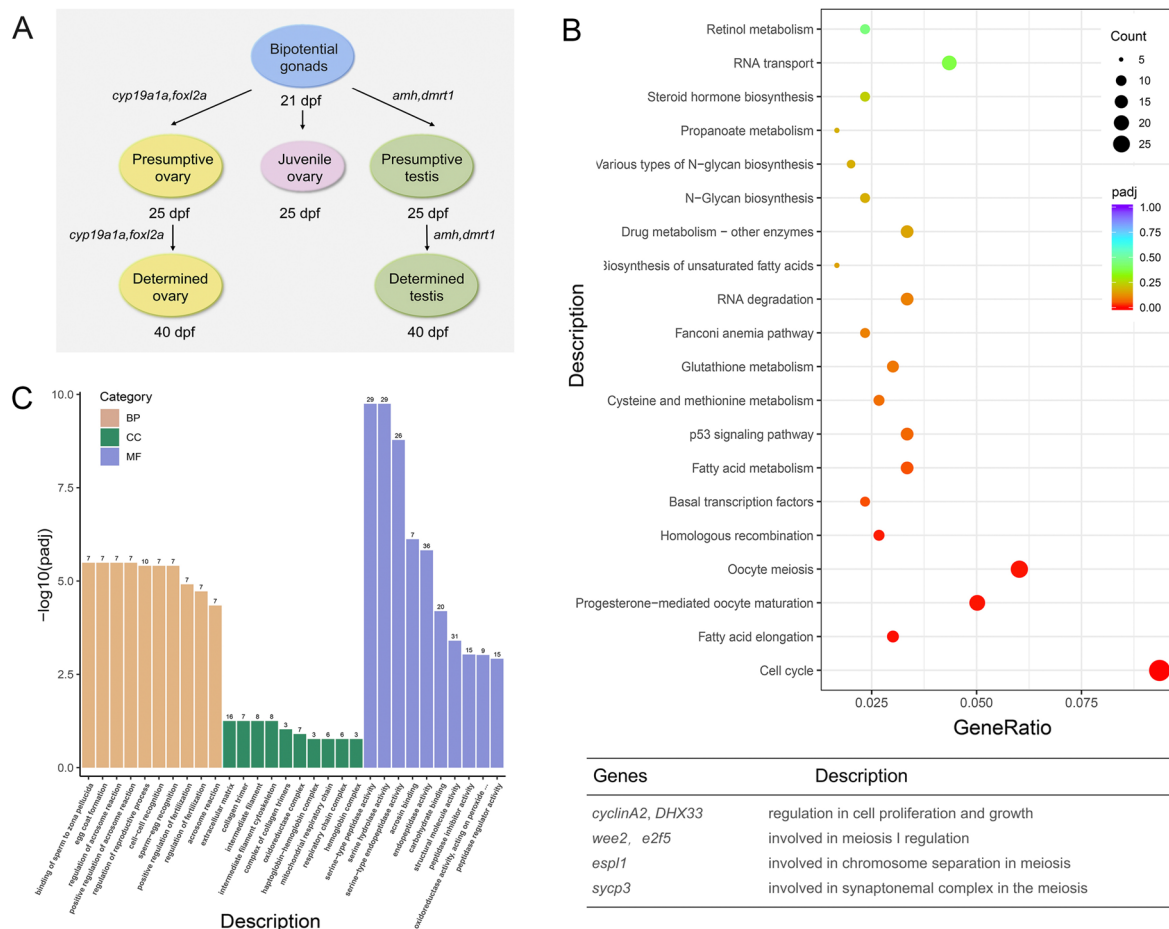 A
Bipotential
gonads
cyp19a1a,foxl2a
21 dpf
amh,dmrt1
Presumptive
ovary
Juvenile
ovary
Presumptive
testis
25 dpf
25 dpf
25 dpf
cyp19a1a,foxl2a
amh,dmrt1
Determined
ovary
Determined
testis
40 dpf
40 dpf
B
Description
Retinol metabolism
RNA transport
Steroid hormone biosynthesis
Propanoate metabolism
Various types of N-glycan biosynthesis
N-Glycan biosynthesis
Drug metabolism − other enzymes
Biosynthesis of unsaturated fatty acids
RNA degradation
Fanconi anemia pathway
Glutathione metabolism
Cysteine and methionine metabolism
p53 signaling pathway
Fatty acid metabolism
Basal transcription factors
Homologous recombination
Oocyte meiosis
Progesterone−mediated oocyte maturation
Fatty acid elongation
Cell cycle
0.025 0.050 0.075
GeneRatio
Count
5
10
15
20
25
padj
1.00
0.75
0.50
0.25
0.00
C
Category
BP
CC
MF
−log10(padj)
10.0
7.5
5.0
2.5
0.0
7 7 7 7 10 7 7 7 7 7 16 7 8 8 3 7 3 6 6 3 29 29 26 7 36 20 31 15 9 15
binding of sperm to zona pellucida
egg coat formation
regulation of acrosome reaction
positive regulation of acrosome reaction
regulation of reproductive process
cell−cell recognition
sperm−egg recognition
positive regulation of fertilization
regulation of fertilization
acrosome reaction
extracellular matrix
collagen trimer
intermediate filament
intermediate filament cytoskeleton
complex of collagen trimers
oxidoreductase complex
haptoglobin−hemoglobin complex
mitochondrial respiratory chain
respiratory chain complex
hemoglobin complex
serine−type peptidase activity
serine hydrolase activity
serine−type endopeptidase activity
acrosin binding
endopeptidase activity
carbohydrate binding
structural molecule activity
peptidase inhibitor activity
oxidoreductase activity, acting on peroxide ...
peptidase regulator activity
Description
Genes Description
cyclinA2, DHX33 regulation in cell proliferation and growth
wee2, e2f5 involved in meiosis I regulation
espl1 involved in chromosome separation in meiosis
sycp3 involved in synaptonemal complex in the meiosis